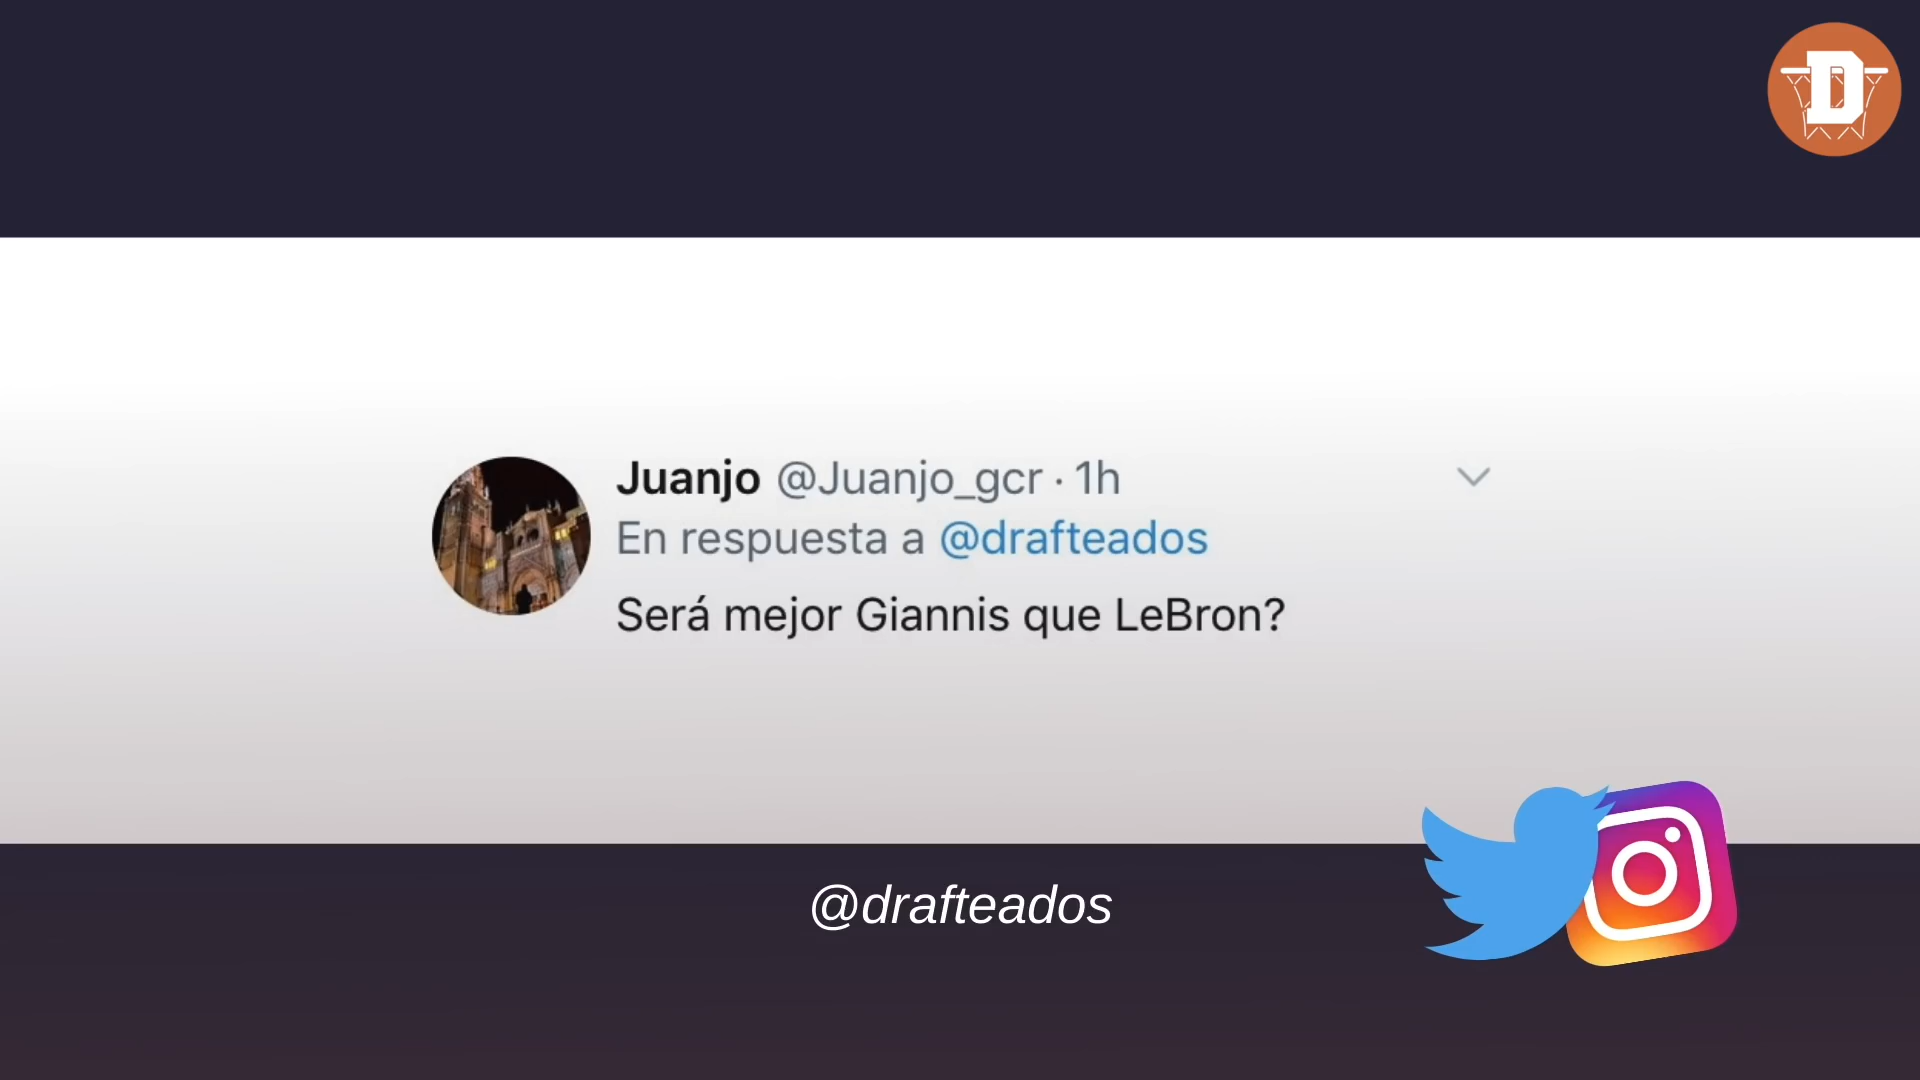 D
Juanjo @Juanjo_gcr · 1h
En respuesta a @drafteados
Será mejor Giannis que LeBron?
@drafteados